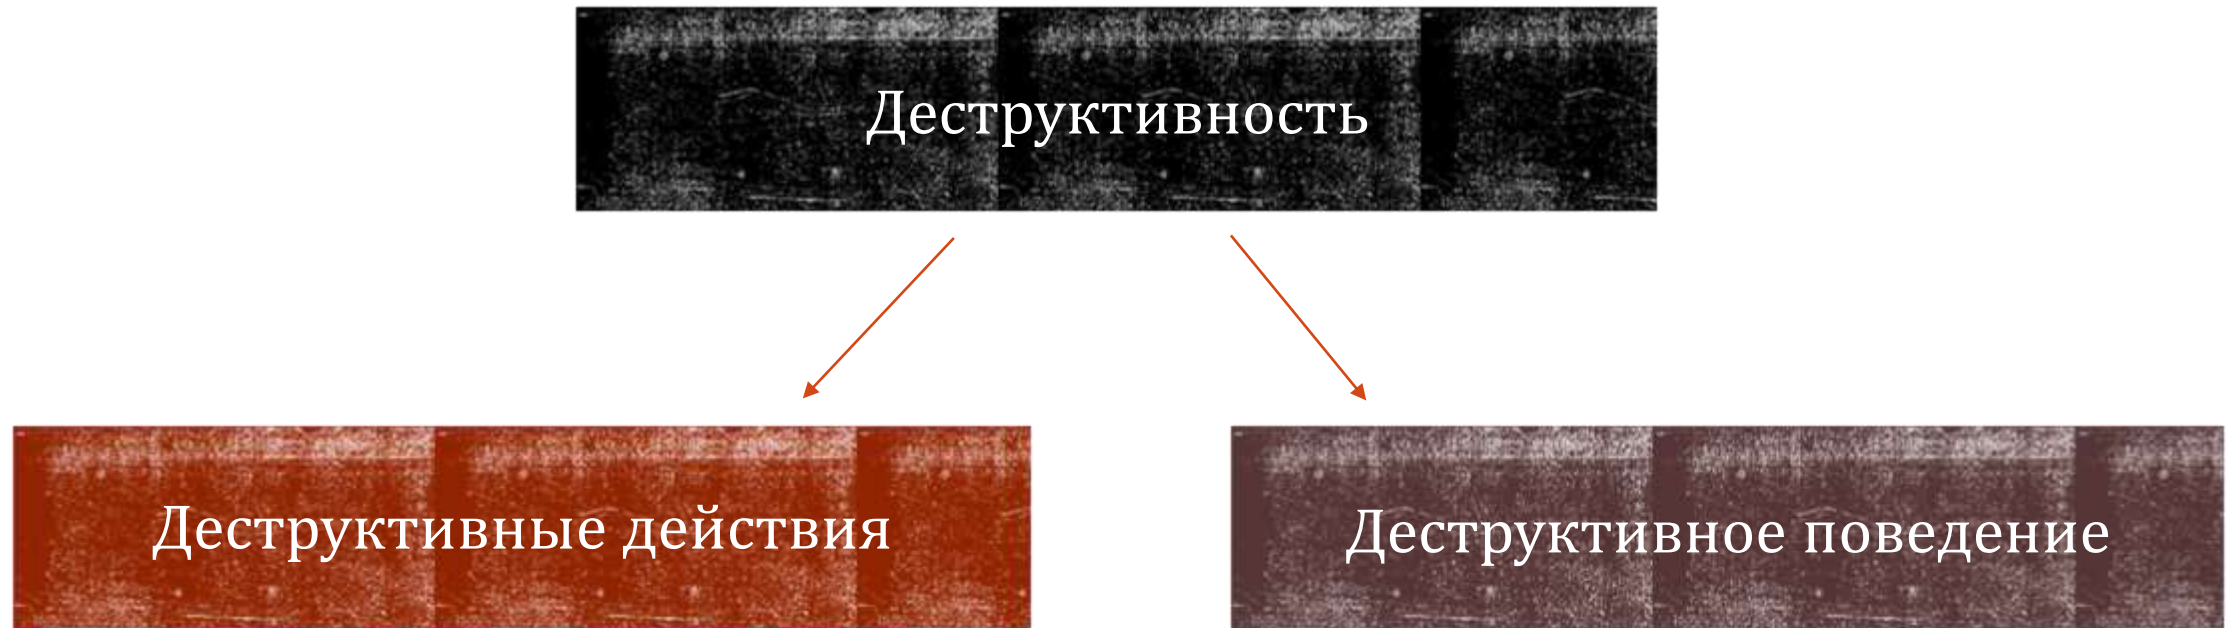 Деструктивность
Деструктивные действия
Деструктивное поведение